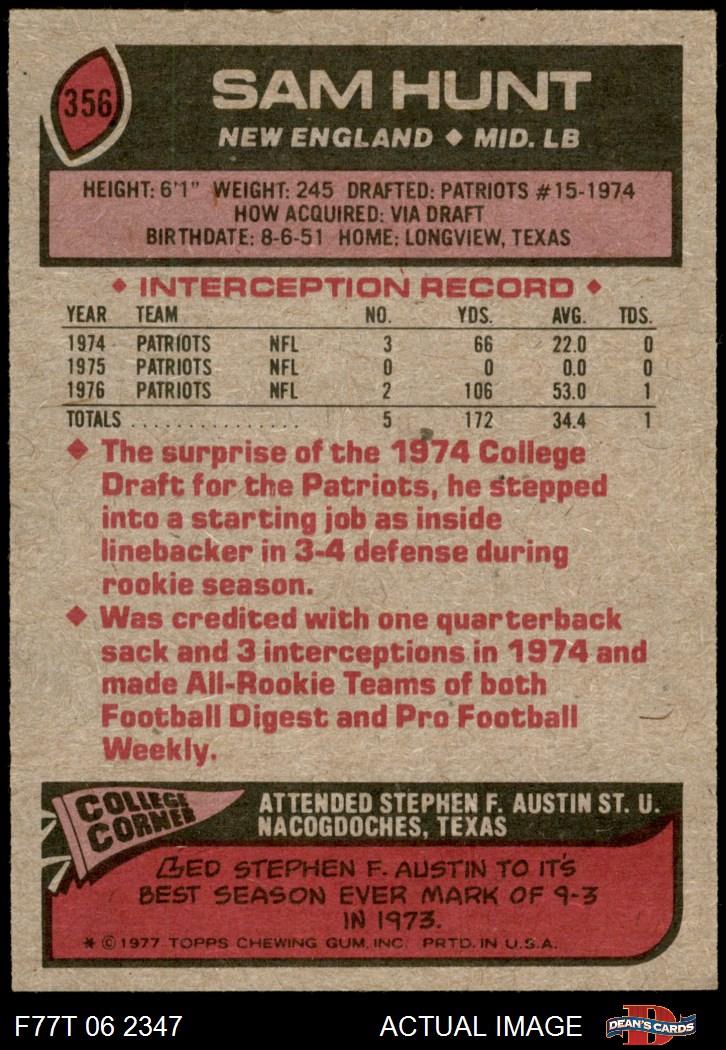 356
SAM HUNT
NEW ENGLAND ◆ MID. LB
HEIGHT: 6'1" WEIGHT: 245 DRAFTED: PATRIOTS #15-1974
HOW ACQUIRED: VIA DRAFT
BIRTHDATE: 8-6-51 HOME: LONGVIEW, TEXAS
◆ INTERCEPTION RECORD ◆
YEAR TEAM NO. YDS. AVG. TDS.
1974 PATRIOTS NFL 3 66 22.0 0
1975 PATRIOTS NFL 0 0 0.0 0
1976 PATRIOTS NFL 2 106 53.0 1
TOTALS ................ 5 172 34.4 1
◆ The surprise of the 1974 College
Draft for the Patriots, he stepped
into a starting job as inside
linebacker in 3-4 defense during
rookie season.
◆ Was credited with one quarterback
sack and 3 interceptions in 1974 and
made All-Rookie Teams of both
Football Digest and Pro Football
Weekly.
COLLEGE
CORNER
ATTENDED STEPHEN F. AUSTIN ST. U.
NACOGDOCHES, TEXAS
LED STEPHEN F. AUSTIN TO IT'S
BEST SEASON EVER MARK OF 9-3
IN 1973.
* © 1977 TOPPS CHEWING GUM, INC. PRTD. IN U.S.A.
F77T 06 2347 ACTUAL IMAGE
D
DEAN'S CARDS